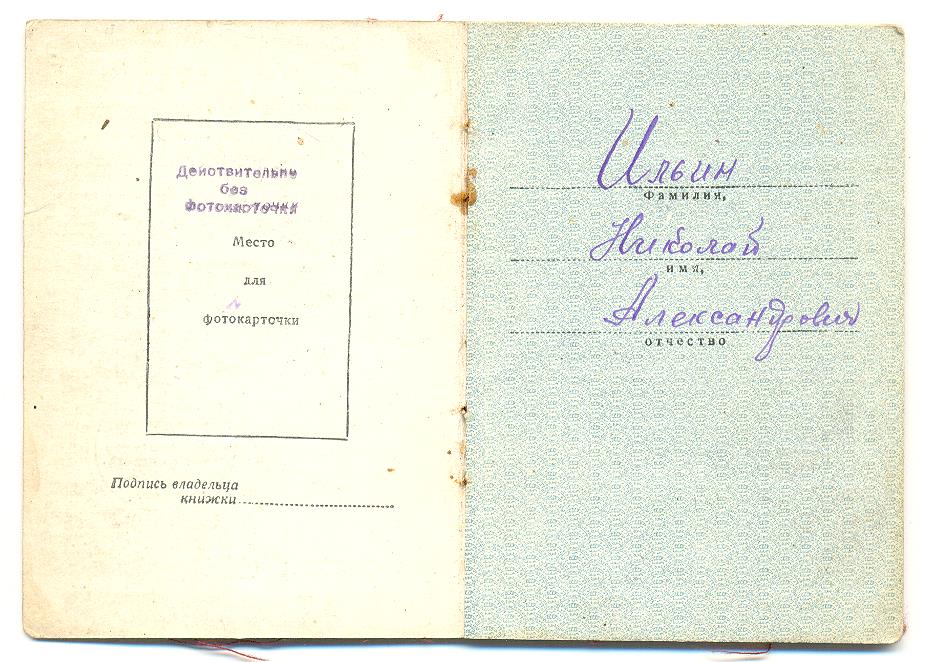 Действительно
без
фотокарточки
Место
для
фотокарточки
Подпись владельца
книжки
Ильин
Фамилия,
Николай
имя,
Александрович
отчество